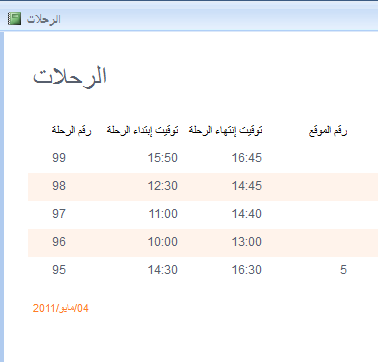 الرحلات
الرحلات
رقم الرحلة توقيت إبتداء الرحلة توقيت إنتهاء الرحلة رقم الموقع
99 15:50 16:45
98 12:30 14:45
97 11:00 14:40
96 10:00 13:00
95 14:30 16:30 5
04/مايو/2011